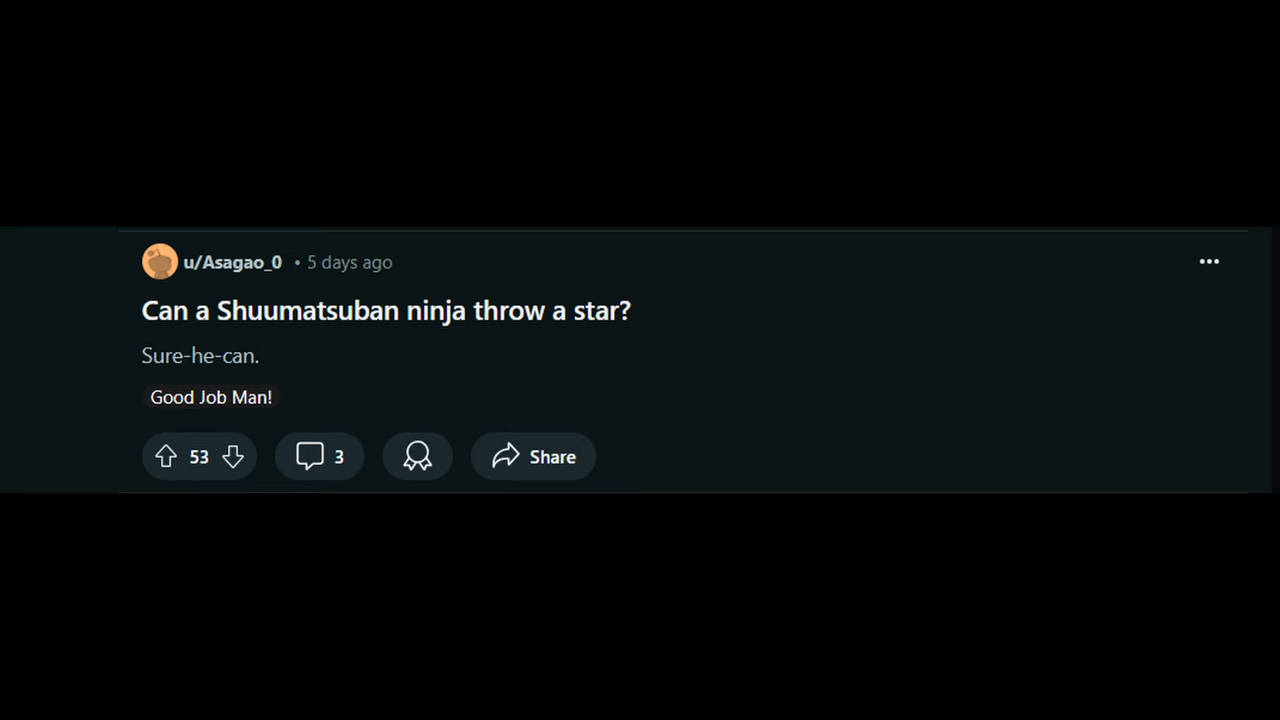 u/Asagao_0 • 5 days ago
Can a Shuumatsuban ninja throw a star?
Sure-he-can.
Good Job Man!
53 3 Share